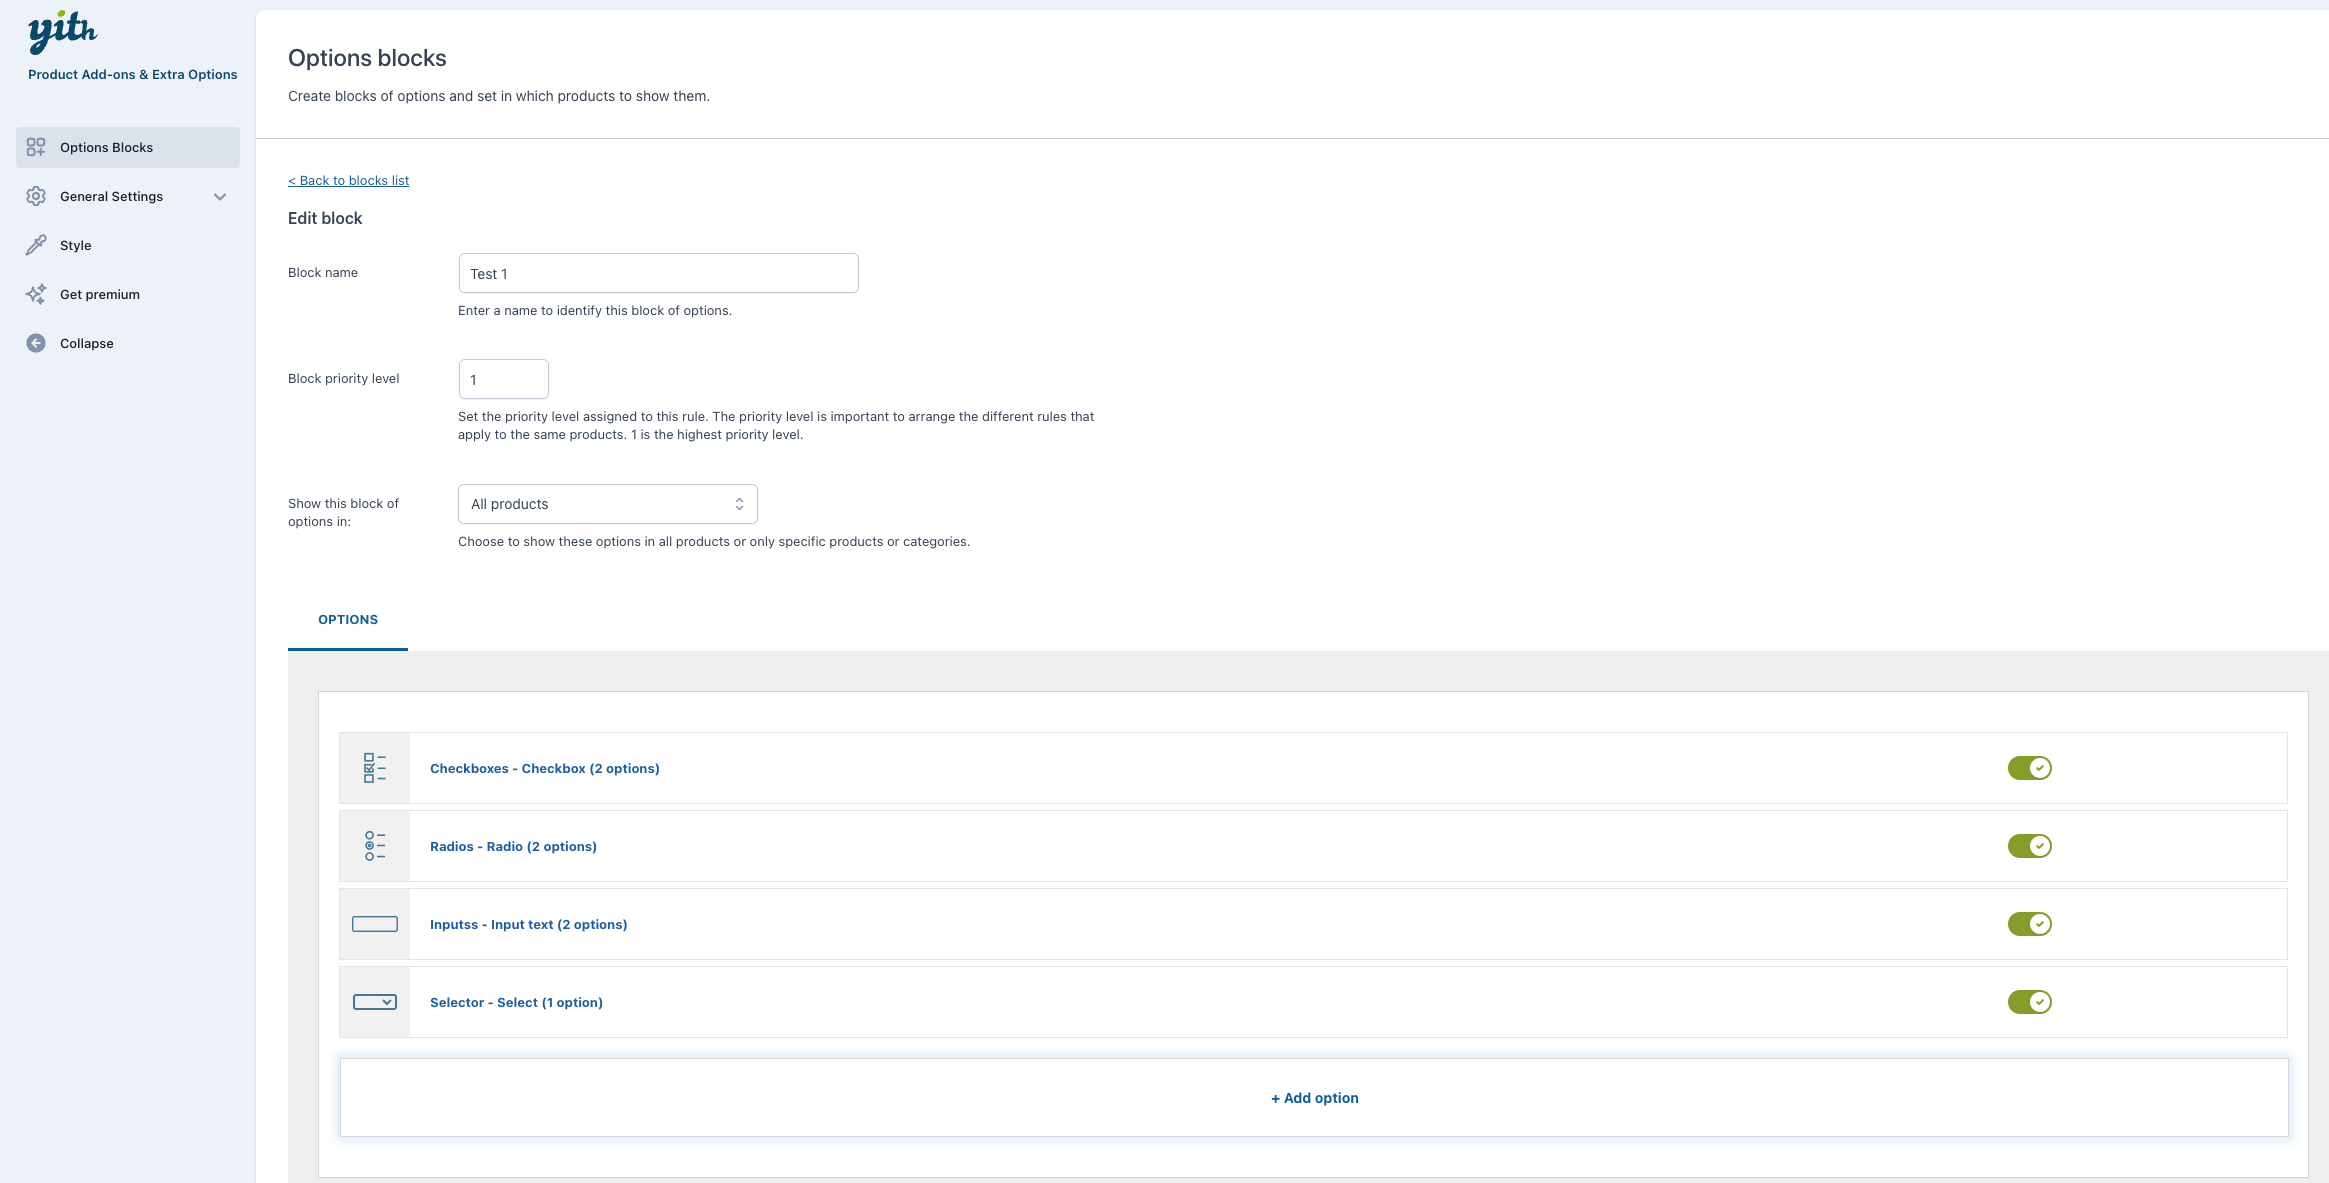 yith
Product Add-ons & Extra Options
Options Blocks
General Settings
Style
Get premium
Collapse
Options blocks
Create blocks of options and set in which products to show them.
< Back to blocks list
Edit block
Block name
Test 1
Enter a name to identify this block of options.
Block priority level
1
Set the priority level assigned to this rule. The priority level is important to arrange the different rules that
apply to the same products. 1 is the highest priority level.
Show this block of
options in:
All products
Choose to show these options in all products or only specific products or categories.
OPTIONS
Checkboxes - Checkbox (2 options)
Radios - Radio (2 options)
Inputss - Input text (2 options)
Selector - Select (1 option)
+ Add option